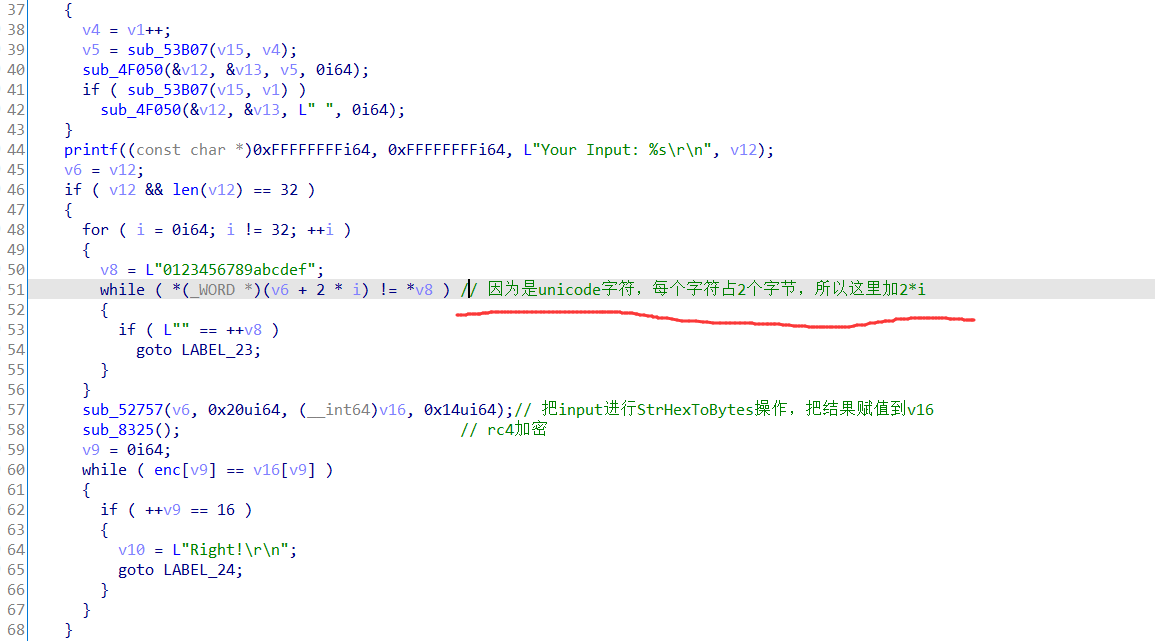 37 {
38 v4 = v1++;
39 v5 = sub_53B07(v15, v4);
40 sub_4F050(&v12, &v13, v5, 0i64);
41 if ( sub_53B07(v15, v1) )
42 sub_4F050(&v12, &v13, L" ", 0i64);
43 }
44 printf((const char *)0xFFFFFFFFi64, 0xFFFFFFFFi64, L"Your Input: %s\r\n", v12);
45 v6 = v12;
46 if ( v12 && len(v12) == 32 )
47 {
48 for ( i = 0i64; i != 32; ++i )
49 {
50 v8 = L"0123456789abcdef";
51 while ( *(_WORD *)(v6 + 2 * i) != *v8 ) // 因为是unicode字符，每个字符占2个字节，所以这里加2*i
52 {
53 if ( L"" == ++v8 )
54 goto LABEL_23;
55 }
56 }
57 sub_52757(v6, 0x20ui64, (__int64)v16, 0x14ui64);// 把input进行StrHexToBytes操作，把结果赋值到v16
58 sub_8325(); // rc4加密
59 v9 = 0i64;
60 while ( enc[v9] == v16[v9] )
61 {
62 if ( ++v9 == 16 )
63 {
64 v10 = L"Right!\r\n";
65 goto LABEL_24;
66 }
67 }
68 }